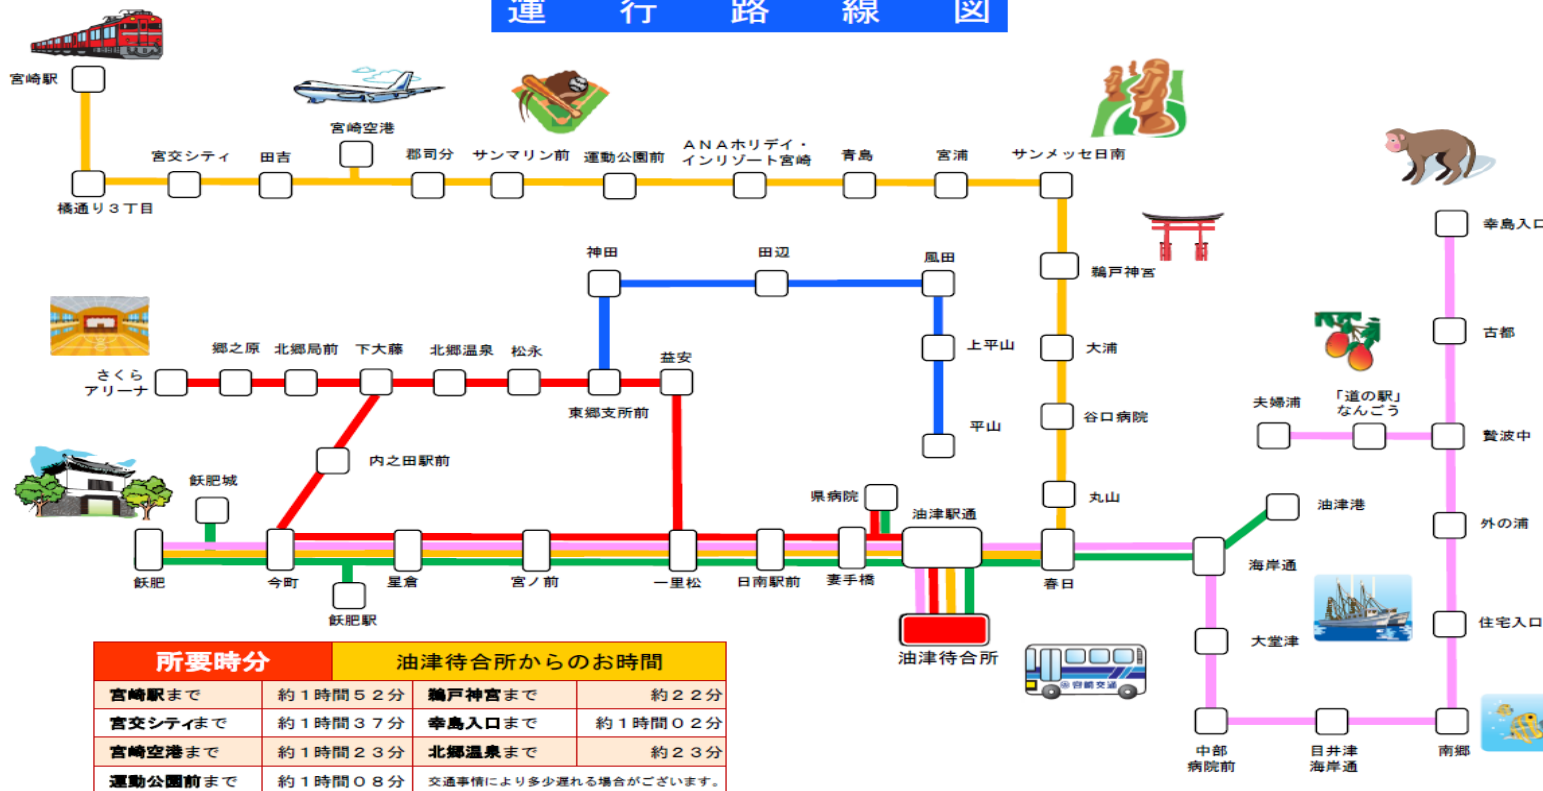 運行路線図
宮崎駅
宮崎空港
ANAホリデイ・
インリゾート宮崎
宮交シティ
田吉
郡司分
サンマリン前
運動公園前
青島
宮浦
サンメッセ日南
橘通り3丁目
幸島入口
神田
田辺
風田
鵜戸神宮
古都
郷之原
北郷局前
下大藤
北郷温泉
松永
益安
上平山
大浦
さくら
アリーナ
東郷支所前
夫婦浦
「道の駅」
なんごう
平山
谷口病院
鷲波中
内之田駅前
飫肥城
県病院
油津駅通
丸山
油津港
外の浦
飫肥
今町
星倉
宮ノ前
一里松
日南駅前
妻手橋
春日
海岸通
飫肥駅
住宅入口
大堂津
油津待合所
宮崎交通
中部
病院前
目井津
海岸通
南郷
所要時分
油津待合所からのお時間
宮崎駅まで 約1時間52分 鵜戸神宮まで 約22分
宮交シティまで 約1時間37分 幸島入口まで 約1時間02分
宮崎空港まで 約1時間23分 北郷温泉まで 約23分
運動公園前まで 約1時間08分 交通事情により多少遅れる場合がございます。